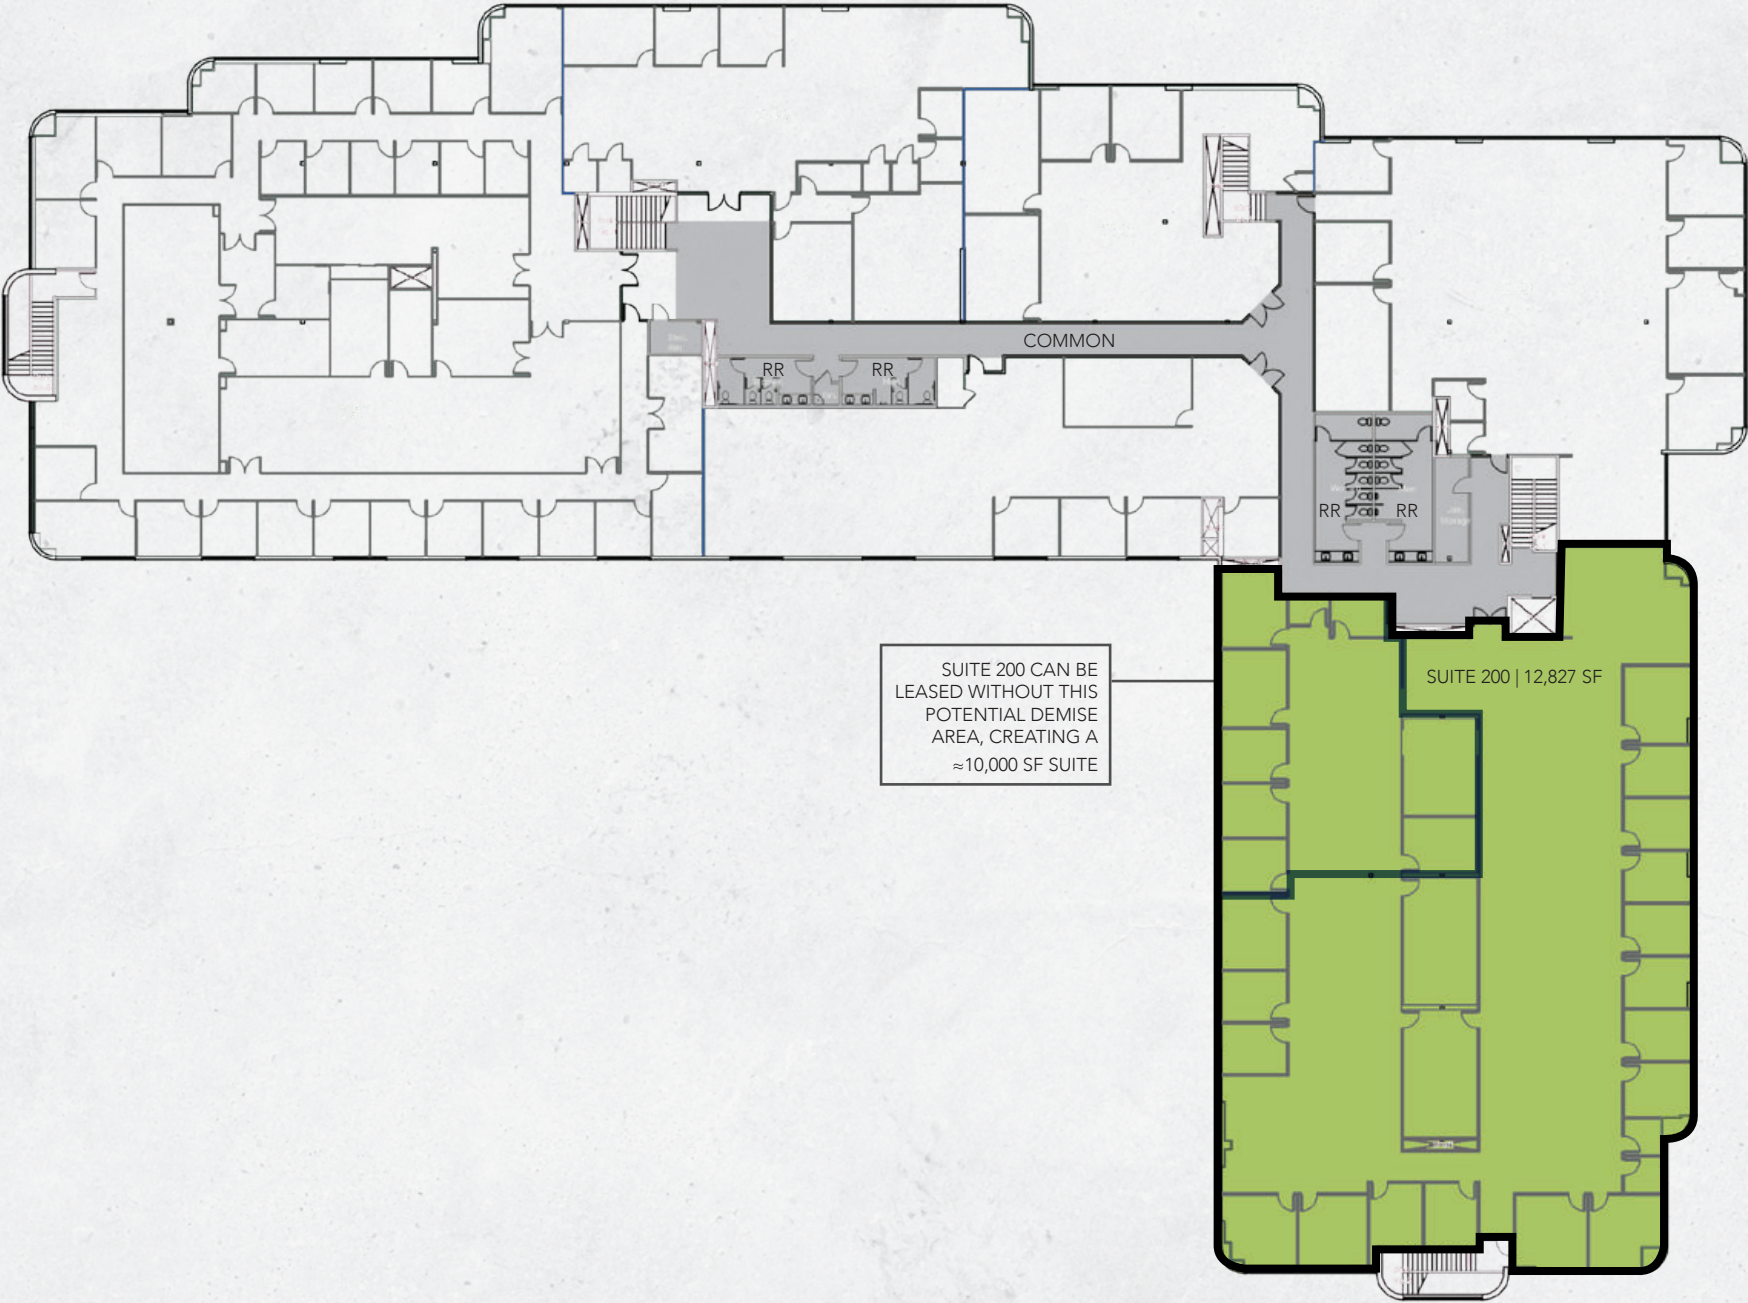 COMMON
RR
RR
RR
RR
Storage
SUITE 200 CAN BE
LEASED WITHOUT THIS
POTENTIAL DEMISE
AREA, CREATING A
≈10,000 SF SUITE
SUITE 200 | 12,827 SF